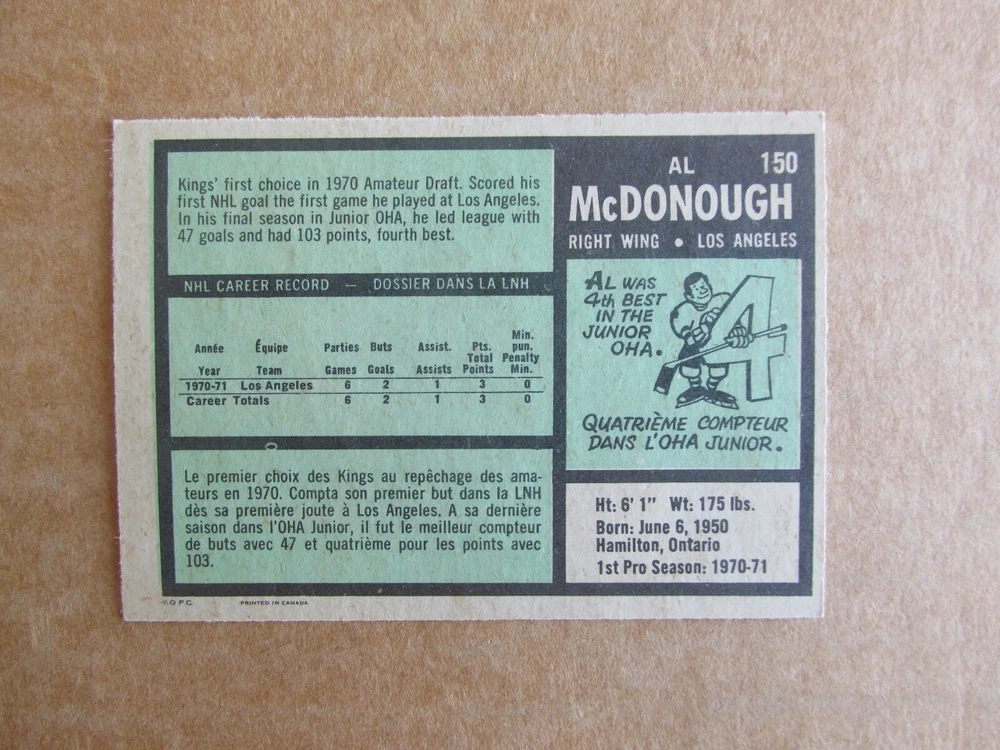 Kings' first choice in 1970 Amateur Draft. Scored his
first NHL goal the first game he played at Los Angeles.
In his final season in Junior OHA, he led league with
47 goals and had 103 points, fourth best.
NHL CAREER RECORD — DOSSIER DANS LA LNH
Année Équipe Parties Buts Assist. Pts. Total Min. pun.
Year Team Games Goals Assists Points Penalty Min.
1970-71 Los Angeles 6 2 1 3 0
Career Totals 6 2 1 3 0
Le premier choix des Kings au repêchage des ama-
teurs en 1970. Compta son premier but dans la LNH
dès sa première joute à Los Angeles. A sa dernière
saison dans l'OHA Junior, il fut le meilleur compteur
de buts avec 47 et quatrième pour les points avec
103.
©O.P.C. PRINTED IN CANADA
AL 150
McDONOUGH
RIGHT WING • LOS ANGELES
AL WAS
4th BEST
IN THE
JUNIOR
OHA.
4
QUATRIÈME COMPTEUR
DANS L'OHA JUNIOR.
Ht: 6' 1" Wt: 175 lbs.
Born: June 6, 1950
Hamilton, Ontario
1st Pro Season: 1970-71